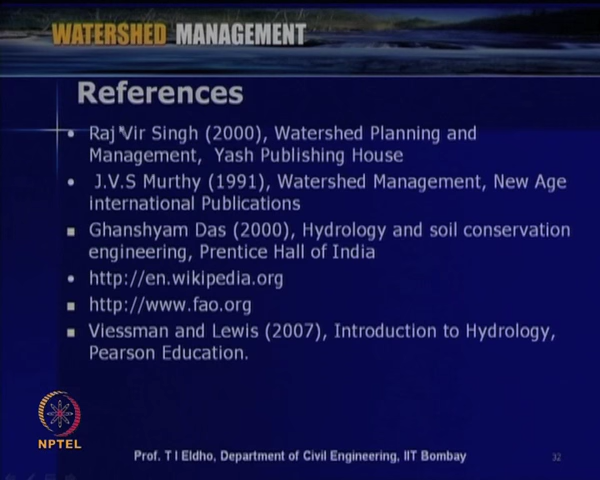 WATERSHED MANAGEMENT
References
• Raj Vir Singh (2000), Watershed Planning and
Management, Yash Publishing House
• J.V.S Murthy (1991), Watershed Management, New Age
international Publications
▪ Ghanshyam Das (2000), Hydrology and soil conservation
engineering, Prentice Hall of India
• http://en.wikipedia.org
▪ http://www.fao.org
▪ Viessman and Lewis (2007), Introduction to Hydrology,
Pearson Education.
NPTEL
Prof. T I Eldho, Department of Civil Engineering, IIT Bombay
32